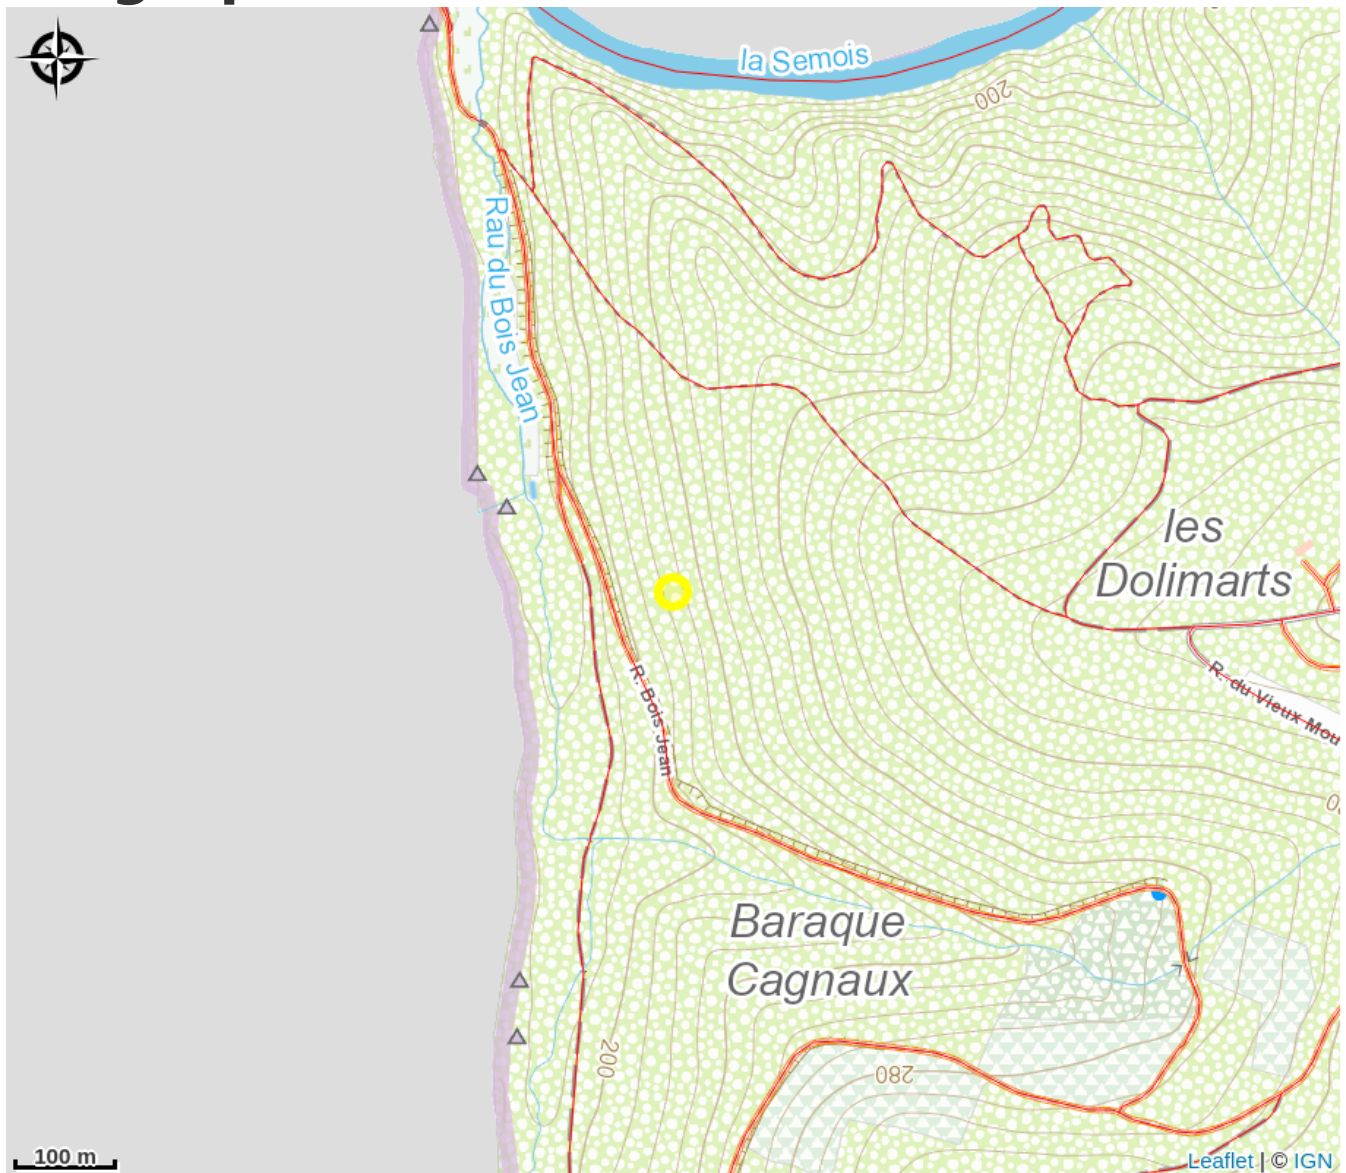 la Semois
200
Rau du Bois Jean
les
Dolimarts
R. Bois Jean
R. du Vieux Mou
Baraque
Cagnaux
200
280
100 m
Leaflet | © IGN